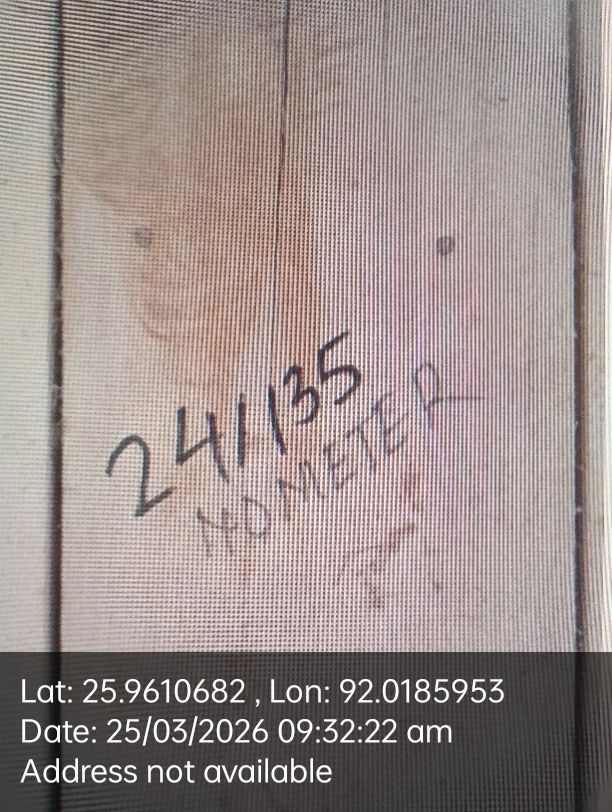 24/135
NO METER
Lat: 25.9610682 , Lon: 92.0185953
Date: 25/03/2026 09:32:22 am
Address not available